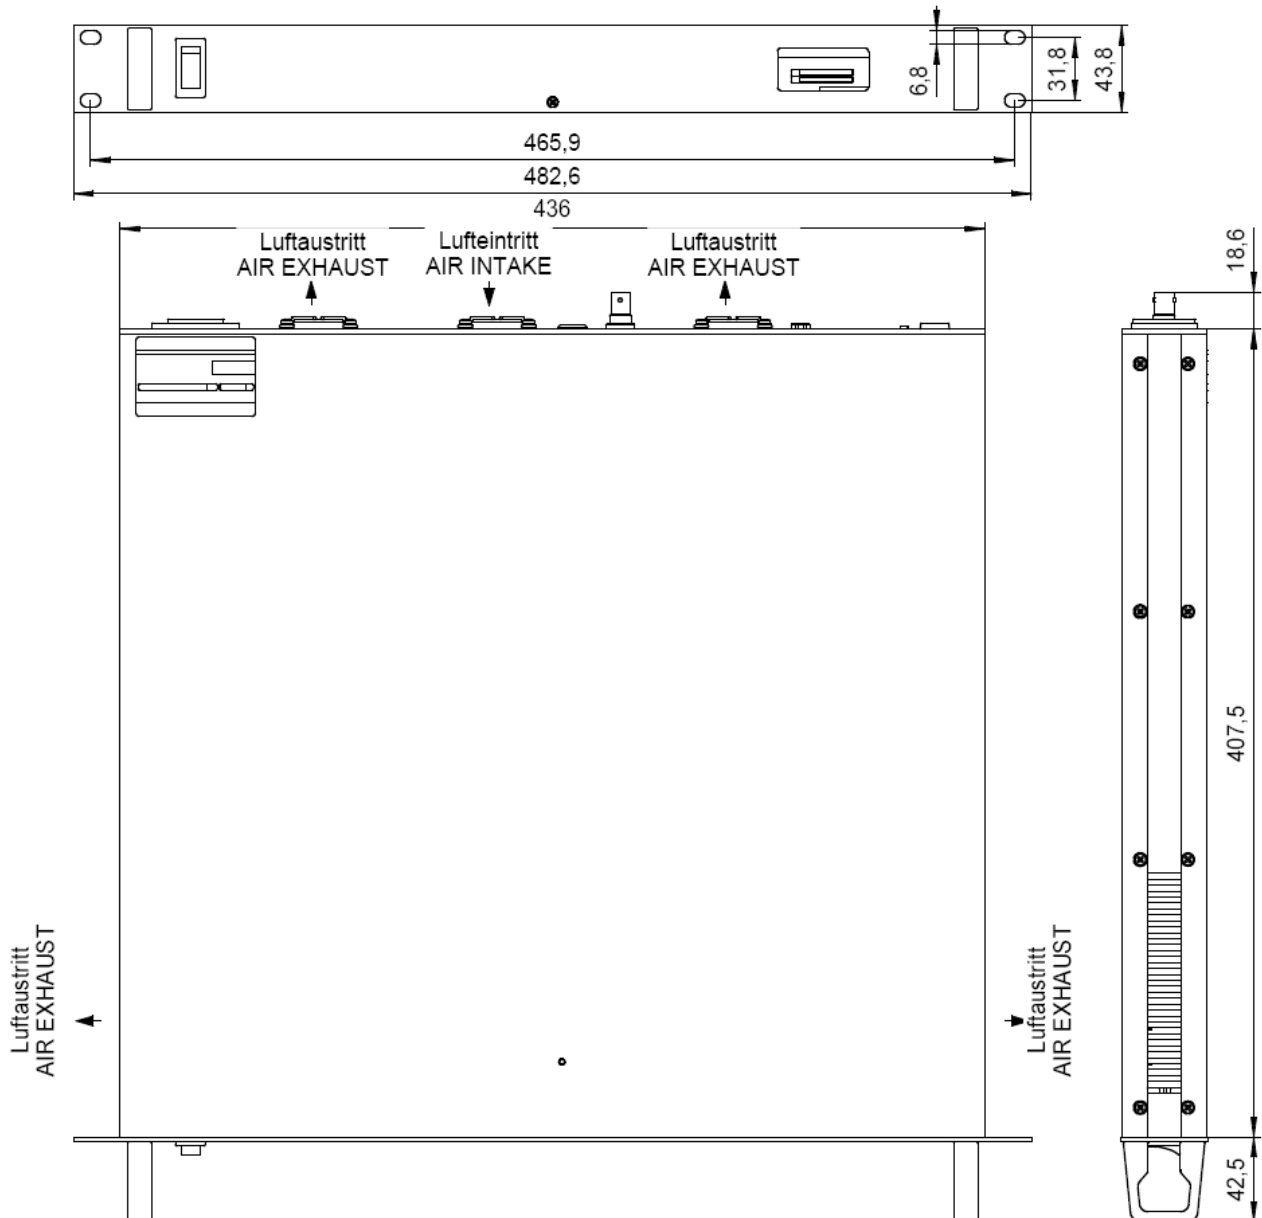 6,8
31,8
43,8
465,9
482,6
436
Luftaustritt
AIR EXHAUST
Lufteintritt
AIR INTAKE
Luftaustritt
AIR EXHAUST
18,6
407,5
Luftaustritt
AIR EXHAUST
Luftaustritt
AIR EXHAUST
42,5